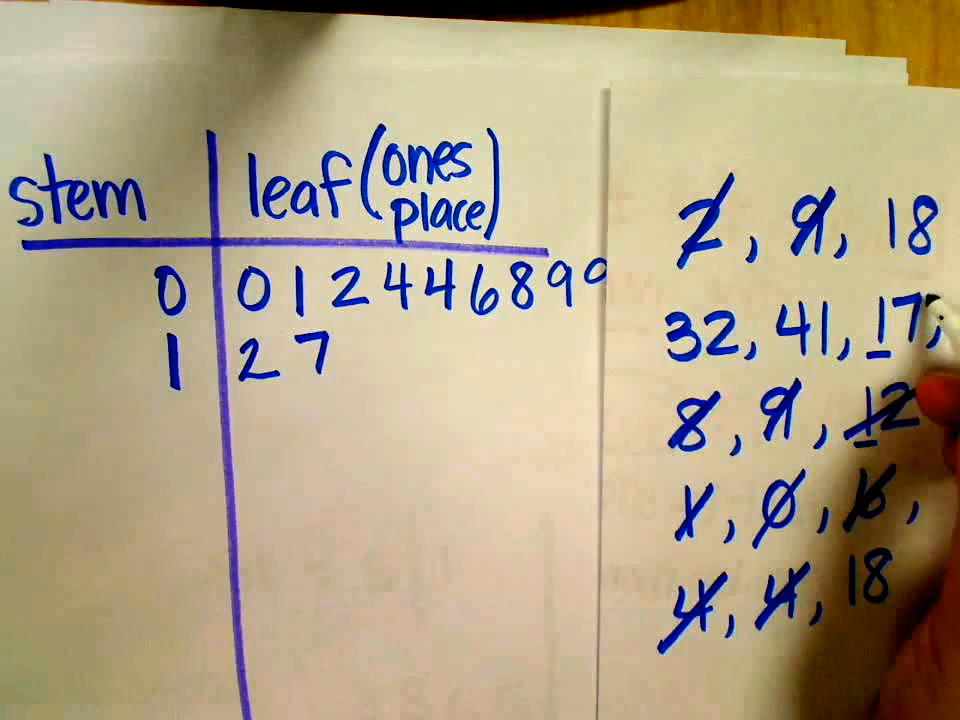 stem | leaf (ones place)
0 | 0 1 2 4 4 6 8 9 9
1 | 2 7
2, 9, 18
32, 41, 17,
8, 9, 12
1, 0, 6,
4, 4, 18